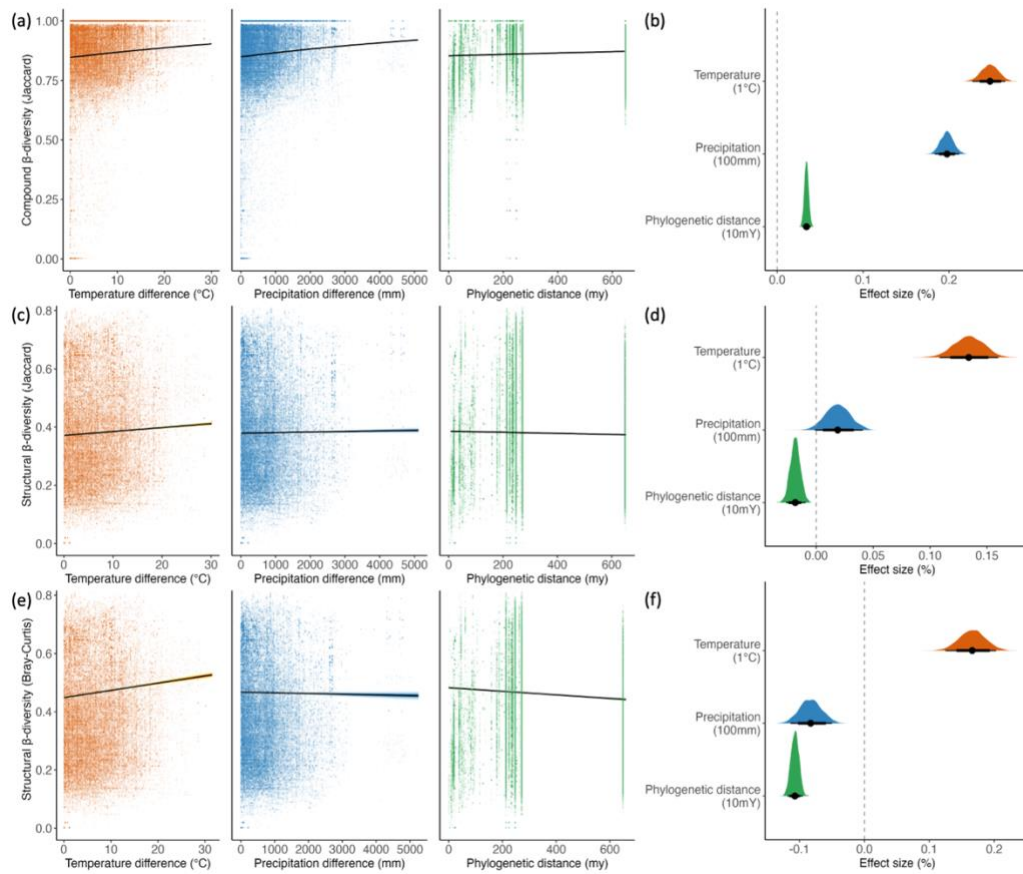 (a)
Compound β-diversity (Jaccard)
1.00
0.75
0.50
0.25
0.00
0 10 20 30
Temperature difference (°C)
0 1000 2000 3000 4000 5000
Precipitation difference (mm)
0 200 400 600
Phylogenetic distance (my)
(b)
Temperature
(1°C)
Precipitation
(100mm)
Phylogenetic distance
(10mY)
0.0 0.1 0.2
Effect size (%)
(c)
Structural β-diversity (Jaccard)
0.8
0.6
0.4
0.2
0.0
0 10 20 30
Temperature difference (°C)
0 1000 2000 3000 4000 5000
Precipitation difference (mm)
0 200 400 600
Phylogenetic distance (my)
(d)
Temperature
(1°C)
Precipitation
(100mm)
Phylogenetic distance
(10mY)
0.00 0.05 0.10 0.15
Effect size (%)
(e)
Structural β-diversity (Bray-Curtis)
0.8
0.6
0.4
0.2
0.0
0 10 20 30
Temperature difference (°C)
0 1000 2000 3000 4000 5000
Precipitation difference (mm)
0 200 400 600
Phylogenetic distance (my)
(f)
Temperature
(1°C)
Precipitation
(100mm)
Phylogenetic distance
(10mY)
-0.1 0.0 0.1 0.2
Effect size (%)